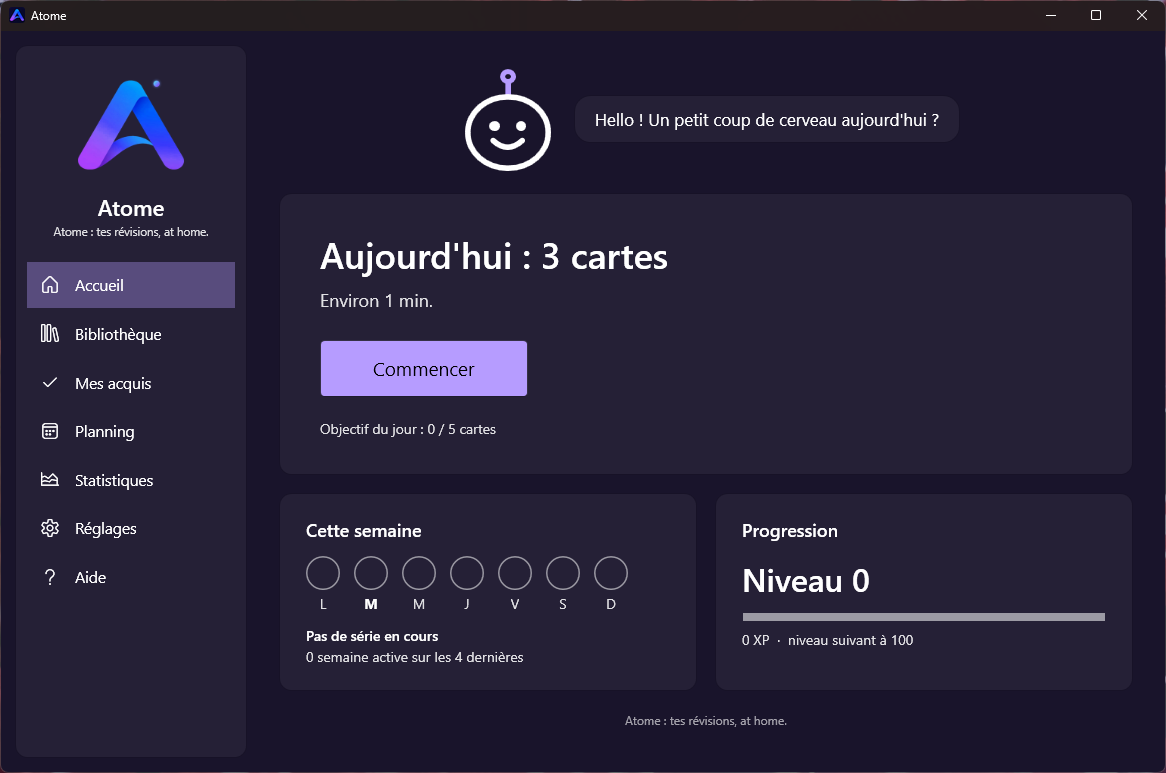 Atome
Atome
Atome : tes révisions, at home.
Accueil
Bibliothèque
Mes acquis
Planning
Statistiques
Réglages
Aide
Hello ! Un petit coup de cerveau aujourd'hui ?
Aujourd'hui : 3 cartes
Environ 1 min.
Commencer
Objectif du jour : 0 / 5 cartes
Cette semaine
L M M J V S D
Pas de série en cours
0 semaine active sur les 4 dernières
Progression
Niveau 0
0 XP · niveau suivant à 100
Atome : tes révisions, at home.